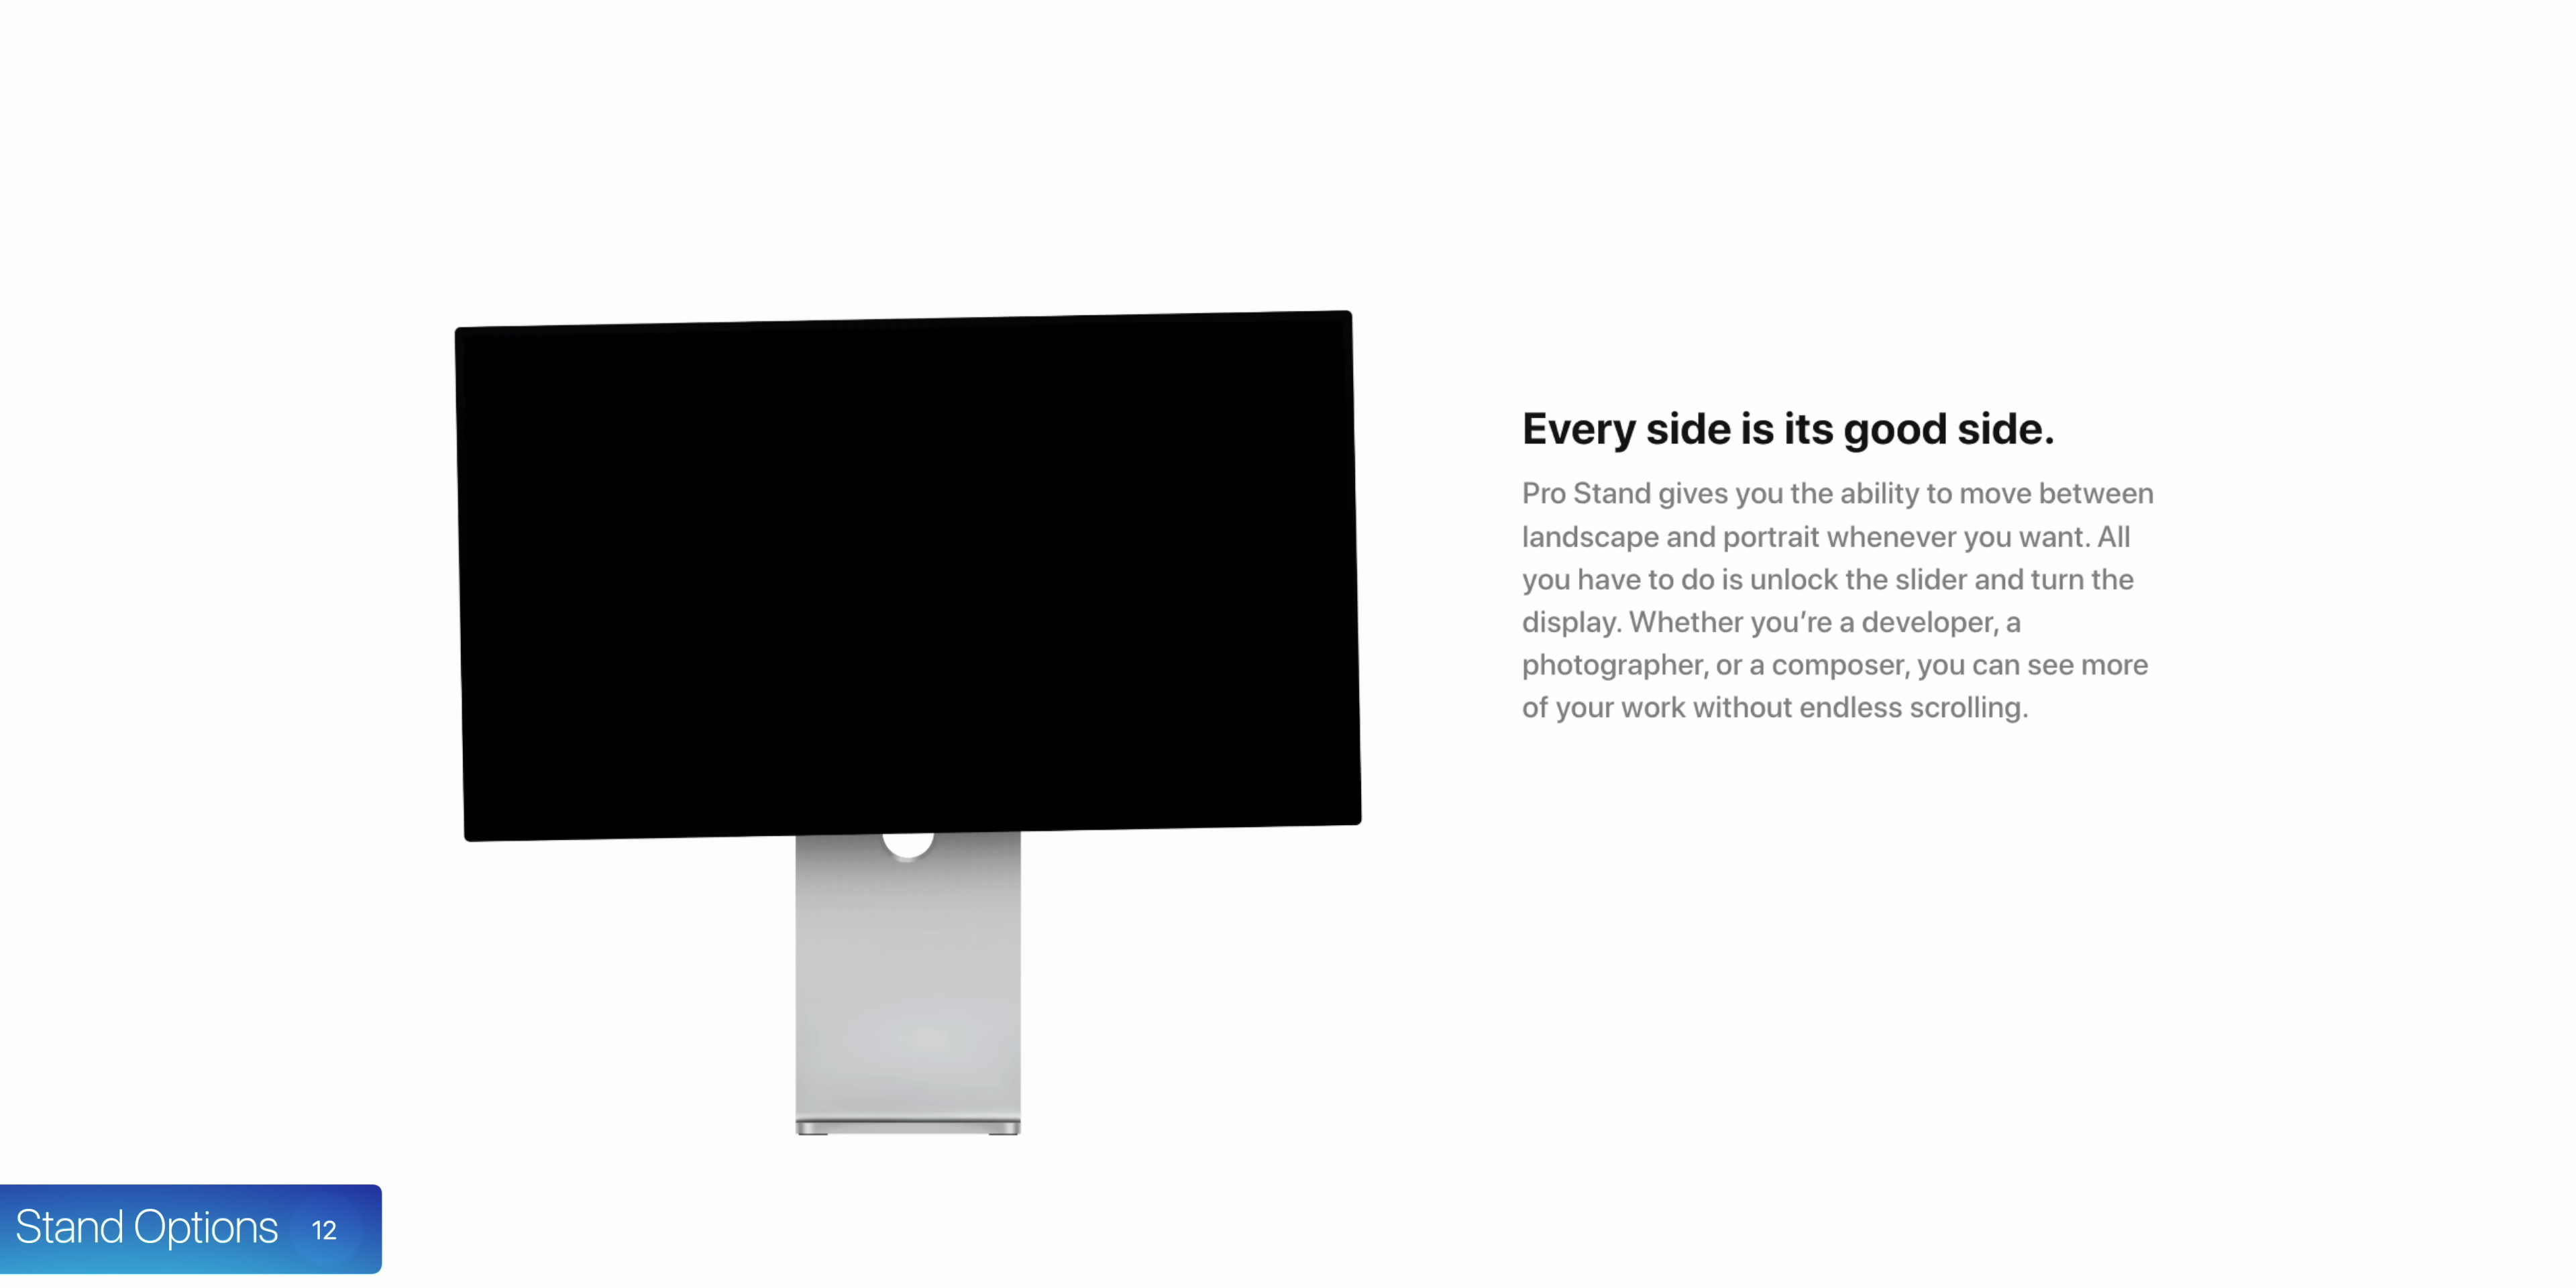 Every side is its good side.
Pro Stand gives you the ability to move between
landscape and portrait whenever you want. All
you have to do is unlock the slider and turn the
display. Whether you’re a developer, a
photographer, or a composer, you can see more
of your work without endless scrolling.
Stand Options 12